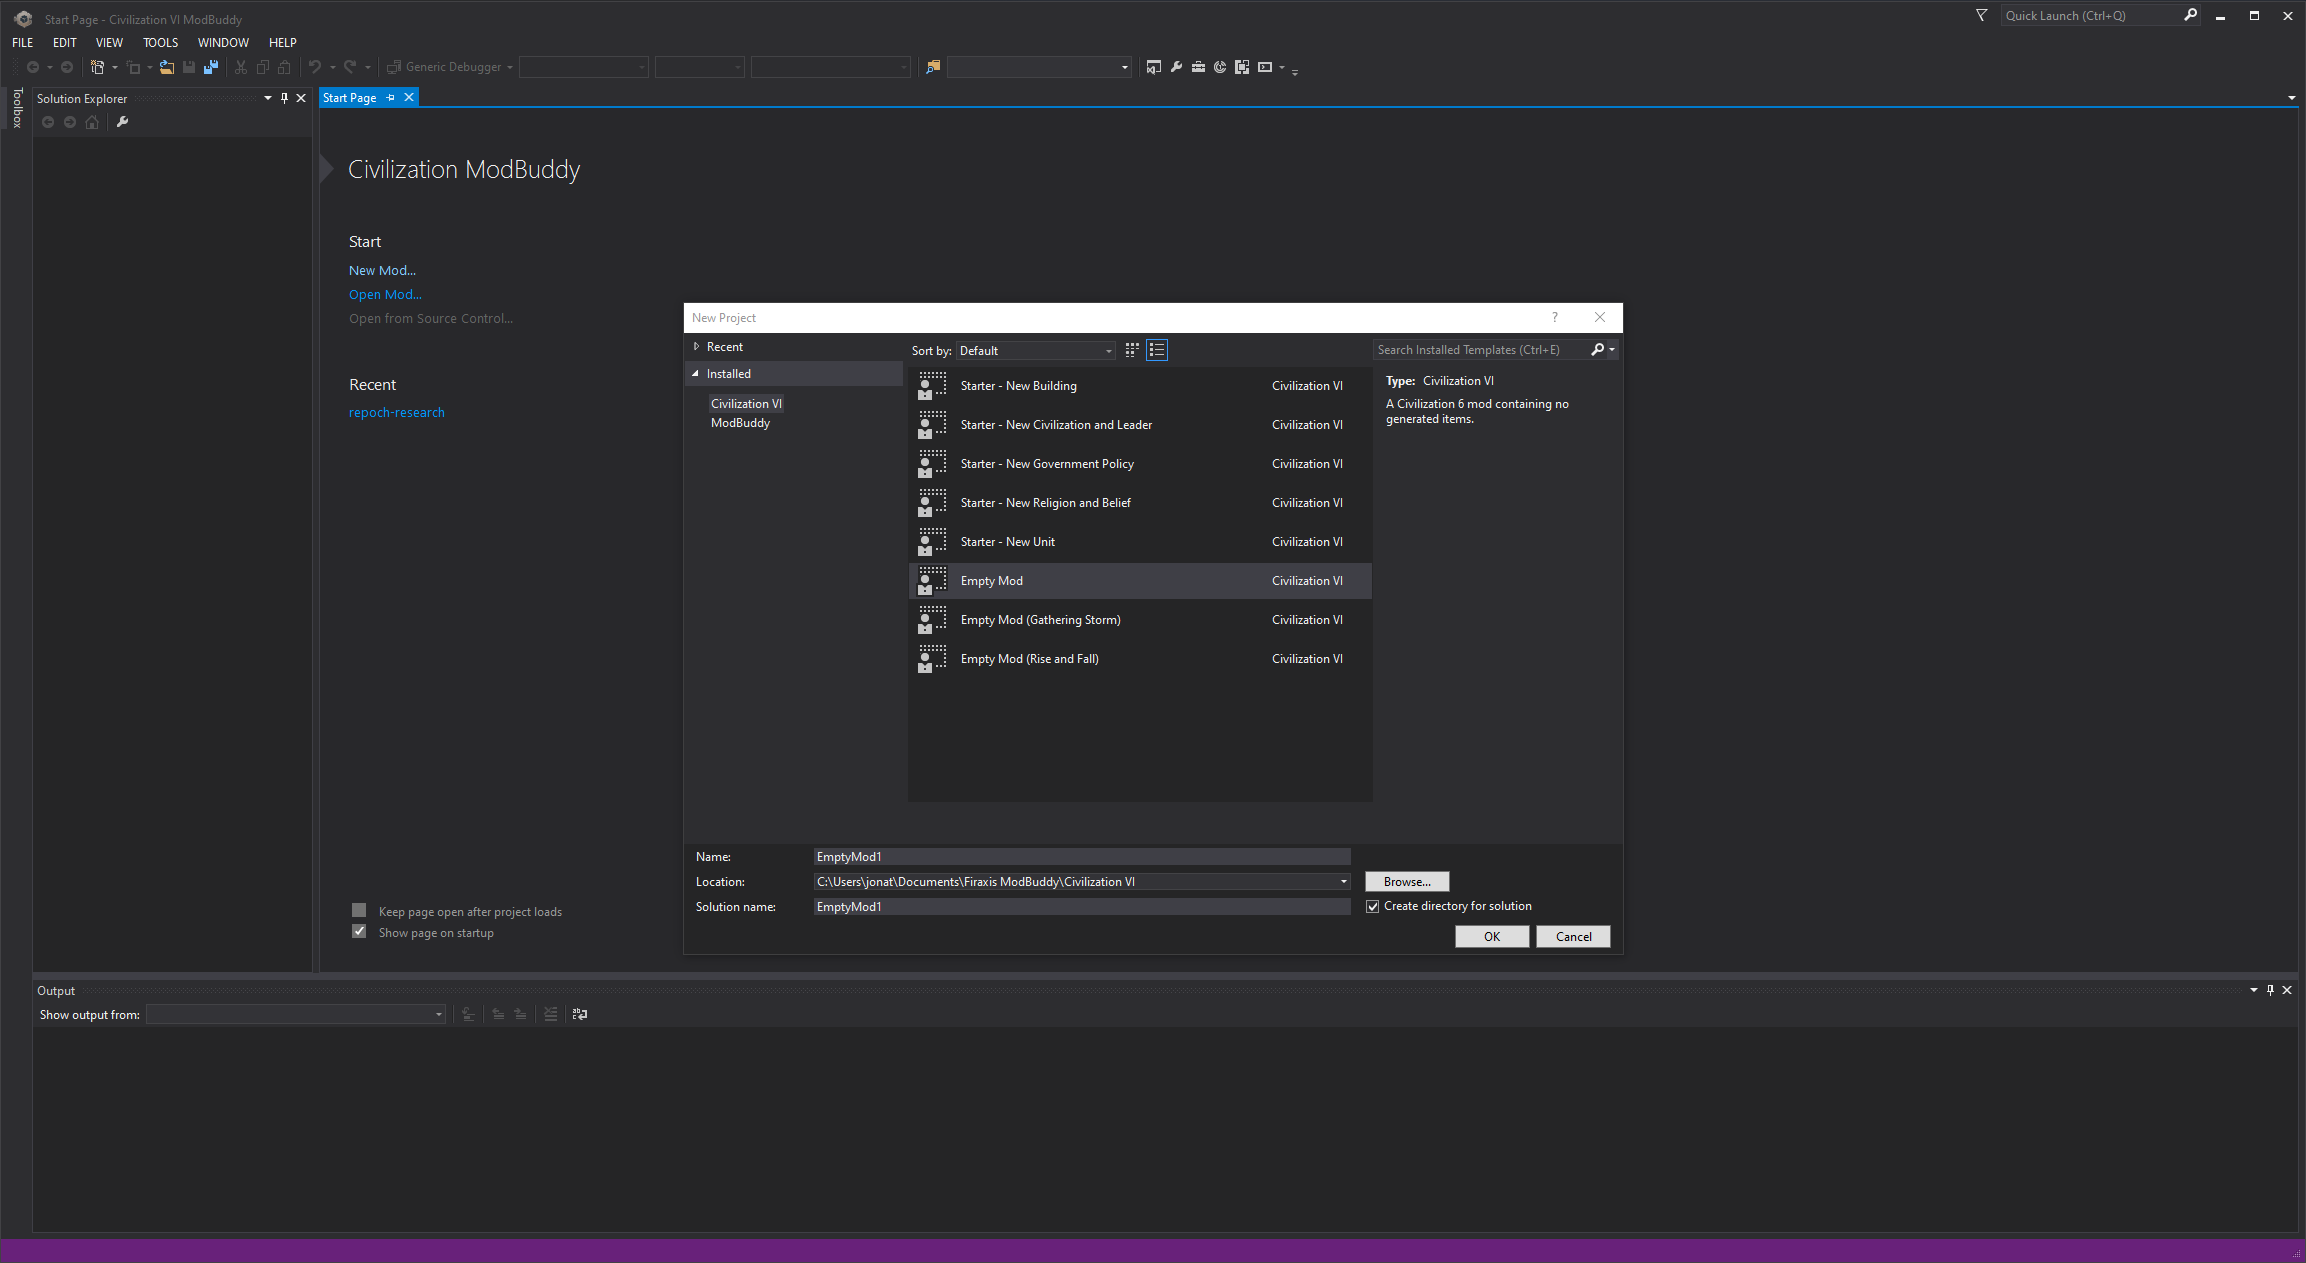 Start Page - Civilization VI ModBuddy
Quick Launch (Ctrl+Q)
FILE EDIT VIEW TOOLS WINDOW HELP
Generic Debugger
Toolbox
Solution Explorer
Start Page
Civilization ModBuddy
Start
New Mod...
Open Mod...
Open from Source Control...
Recent
repoch-research
Keep page open after project loads
Show page on startup
New Project
?
Recent
Installed
Civilization VI
ModBuddy
Sort by: Default
Search Installed Templates (Ctrl+E)
Starter - New Building Civilization VI
Starter - New Civilization and Leader Civilization VI
Starter - New Government Policy Civilization VI
Starter - New Religion and Belief Civilization VI
Starter - New Unit Civilization VI
Empty Mod Civilization VI
Empty Mod (Gathering Storm) Civilization VI
Empty Mod (Rise and Fall) Civilization VI
Type: Civilization VI
A Civilization 6 mod containing no
generated items.
Name: EmptyMod1
Location: C:\Users\jonat\Documents\Firaxis ModBuddy\Civilization VI
Browse...
Solution name: EmptyMod1
Create directory for solution
OK Cancel
Output
Show output from: